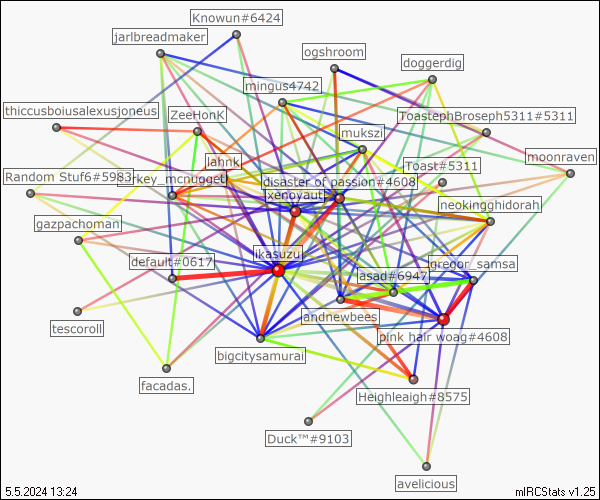 Knowun#6424
jarlbreadmaker
ogshroom
doggerdig
mingus4742
thiccusboiusalexusjoneus
ZeeHonK
ToastephBroseph5311#5311
mukszi
lahnk
Toast#5311
moonraven
Random Stuf6#5983
rkey_mcnugget
disaster of passion#4608
xenoyaut
neokingghidorah
gazpachoman
ikasuzu
default#0617
asad#6947
gregor_samsa
tescoroll
andnewbees
pink hair woag#4608
bigcitysamurai
facadas.
Heighleaigh#8575
Duck™#9103
avelicious
5.5.2024 13:24
mIRCStats v1.25